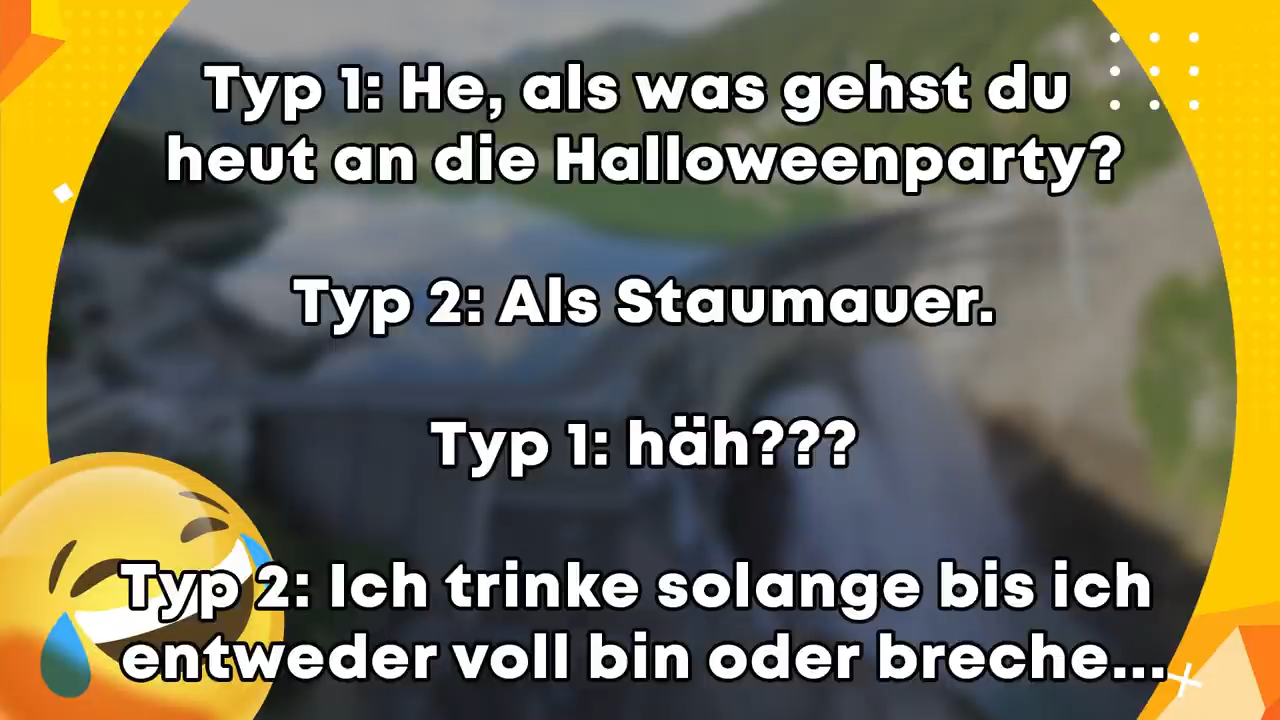 Typ 1: He, als was gehst du
heut an die Halloweenparty?
Typ 2: Als Staumauer.
Typ 1: häh???
Typ 2: Ich trinke solange bis ich
entweder voll bin oder breche...